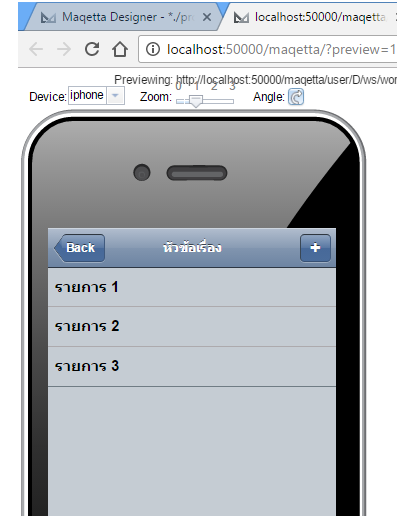 Maqetta Designer - *./pr
localhost:50000/maqetta
localhost:50000/maqetta/?preview=1
Previewing: http://localhost:50000/maqetta/user/D/ws/wor
Device: iphone Zoom: 0 1 2 3 Angle:
Back หัวข้อเรื่อง +
รายการ 1
รายการ 2
รายการ 3